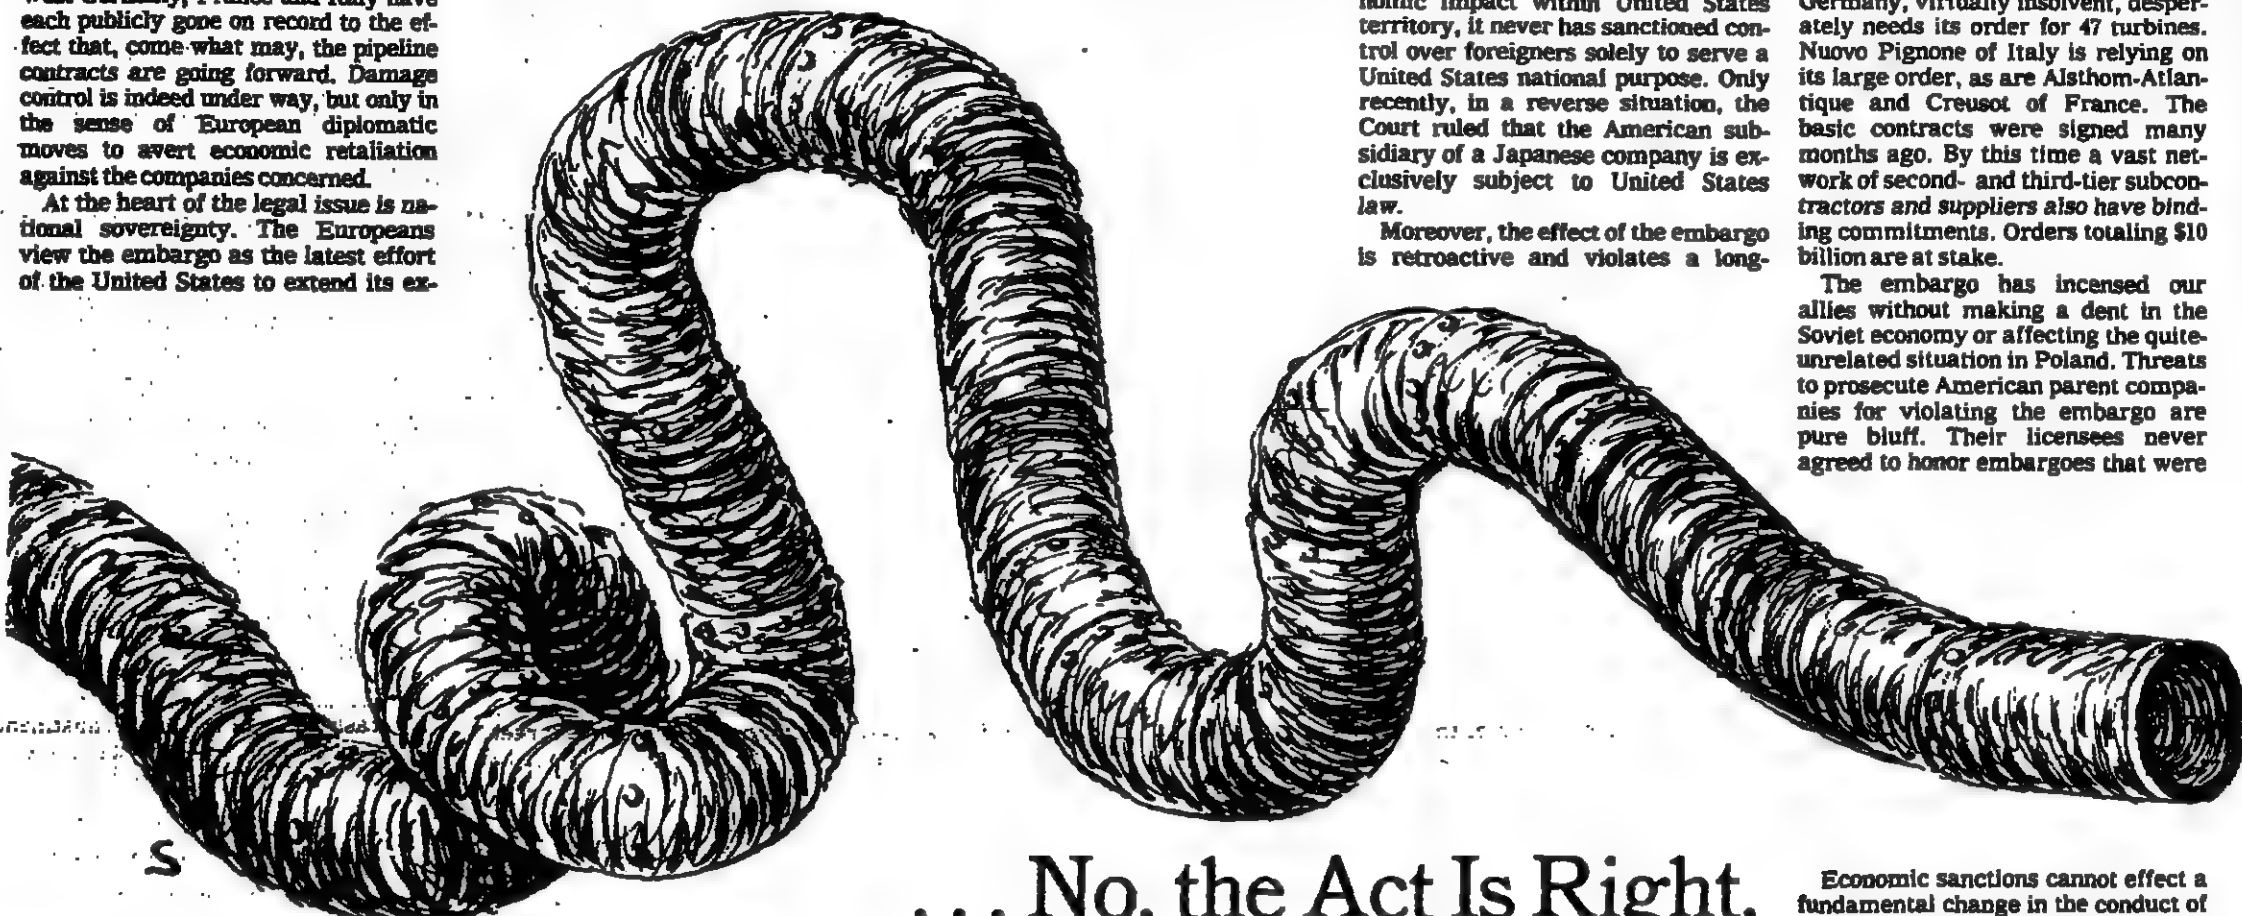 each publicly gone on record to the ef-
fect that, come what may, the pipeline
contracts are going forward. Damage
control is indeed under way, but only in
the sense of European diplomatic
moves to avert economic retaliation
against the companies concerned.
At the heart of the legal issue is na-
tional sovereignty. The Europeans
view the embargo as the latest effort
of the United States to extend its ex-
nomic impact within United States
territory, it never has sanctioned con-
trol over foreigners solely to serve a
United States national purpose. Only
recently, in a reverse situation, the
Court ruled that the American sub-
sidiary of a Japanese company is ex-
clusively subject to United States
law.
Moreover, the effect of the embargo
is retroactive and violates a long-
Germany, virtually insolvent, desper-
ately needs its order for 47 turbines.
Nuovo Pignone of Italy is relying on
its large order, as are Alsthom-Atlan-
tique and Creusot of France. The
basic contracts were signed many
months ago. By this time a vast net-
work of second- and third-tier subcon-
tractors and suppliers also have bind-
ing commitments. Orders totaling $10
billion are at stake.
The embargo has incensed our
allies without making a dent in the
Soviet economy or affecting the quite-
unrelated situation in Poland. Threats
to prosecute American parent compa-
nies for violating the embargo are
pure bluff. Their licensees never
agreed to honor embargoes that were
S
. . . No, the Act Is Right.
Economic sanctions cannot effect a
fundamental change in the conduct of